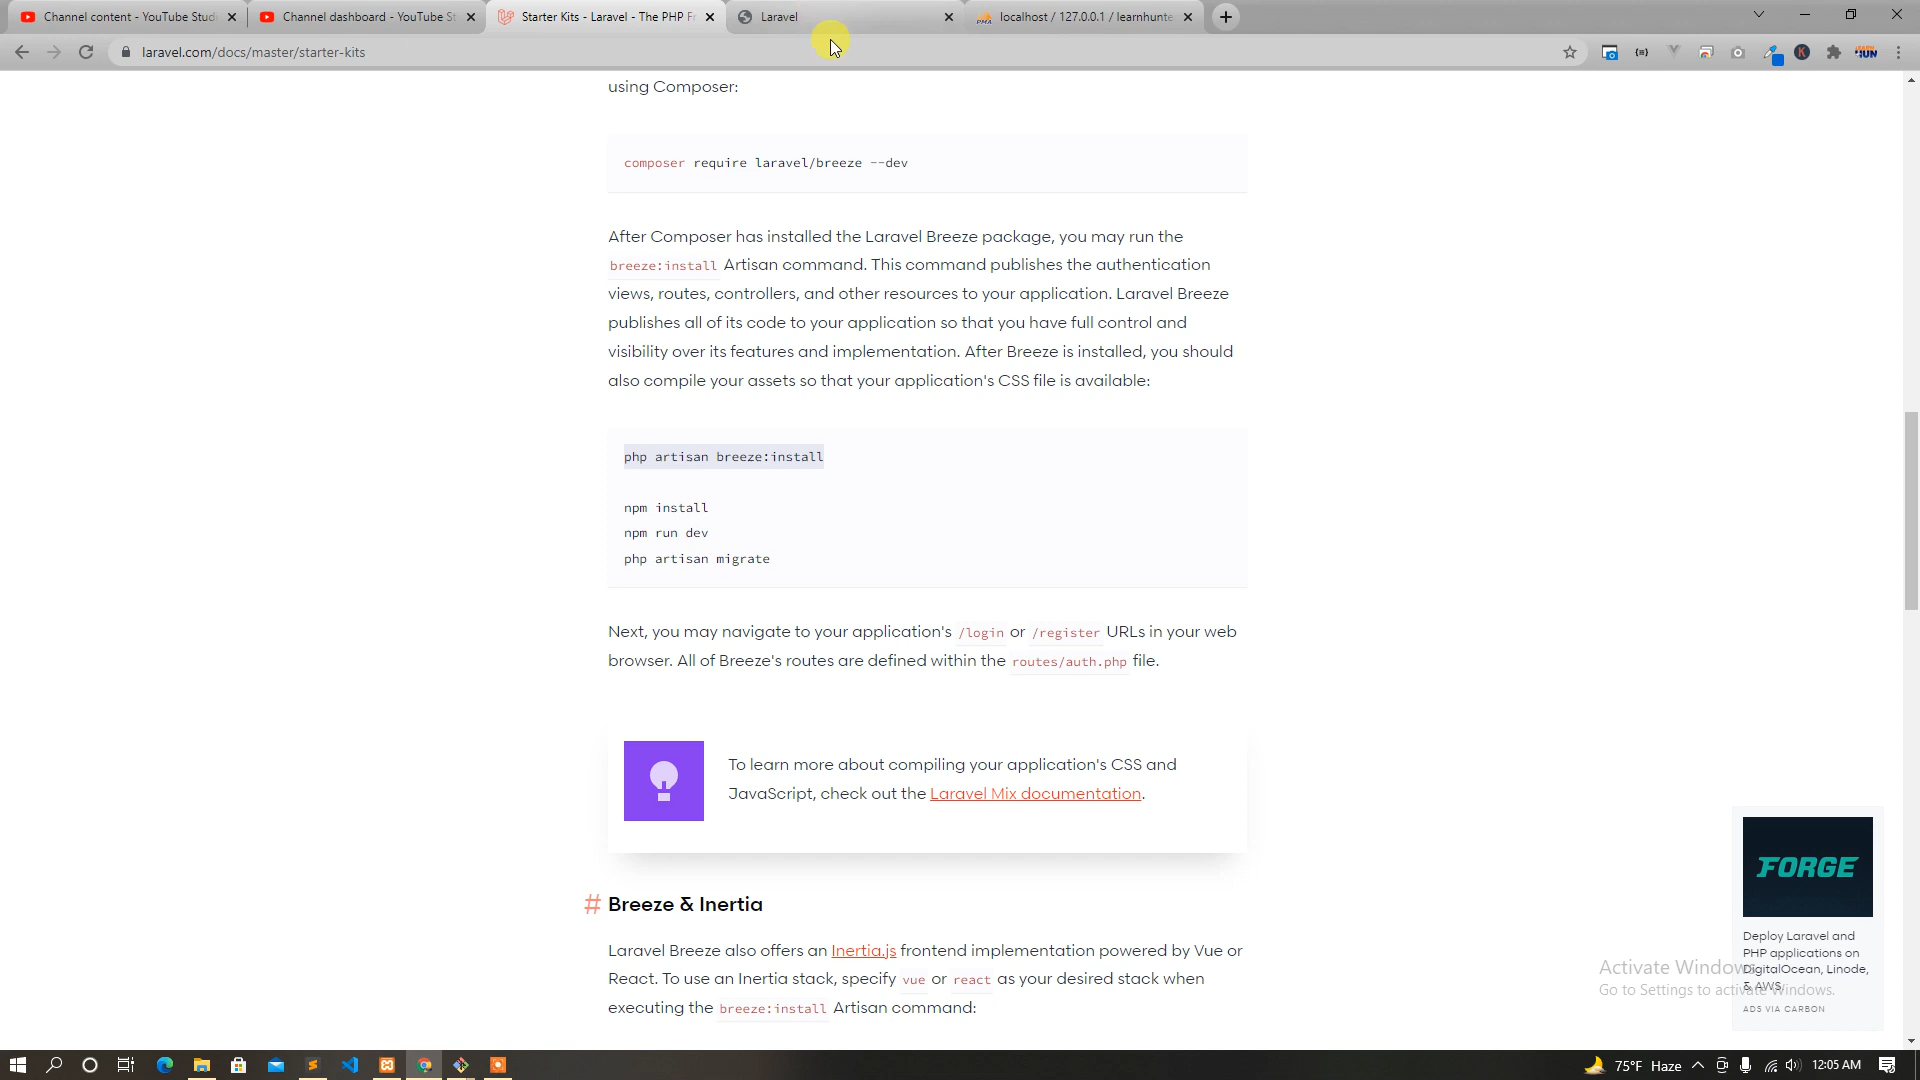 Channel content - YouTube Stud
Channel dashboard - YouTube St
Starter Kits - Laravel - The PHP Fr
Laravel
localhost / 127.0.0.1 / learnhunte
laravel.com/docs/master/starter-kits
using Composer:
composer require laravel/breeze --dev
After Composer has installed the Laravel Breeze package, you may run the
breeze:install Artisan command. This command publishes the authentication
views, routes, controllers, and other resources to your application. Laravel Breeze
publishes all of its code to your application so that you have full control and
visibility over its features and implementation. After Breeze is installed, you should
also compile your assets so that your application's CSS file is available:
php artisan breeze:install
npm install
npm run dev
php artisan migrate
Next, you may navigate to your application's /login or /register URLs in your web
browser. All of Breeze's routes are defined within the routes/auth.php file.
To learn more about compiling your application's CSS and
JavaScript, check out the Laravel Mix documentation.
# Breeze & Inertia
Laravel Breeze also offers an Inertia.js frontend implementation powered by Vue or
React. To use an Inertia stack, specify vue or react as your desired stack when
executing the breeze:install Artisan command:
FORGE
Deploy Laravel and
PHP applications on
DigitalOcean, Linode,
& AWS.
ADS VIA CARBON
Activate Windows
Go to Settings to activate Windows.
75°F Haze
12:05 AM